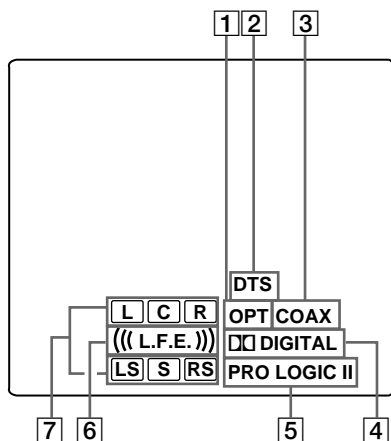 1 2 3
DTS
L C R OPT COAX
((( L.F.E. ))) DIGITAL
LS S RS PRO LOGIC II
7 6 5 4